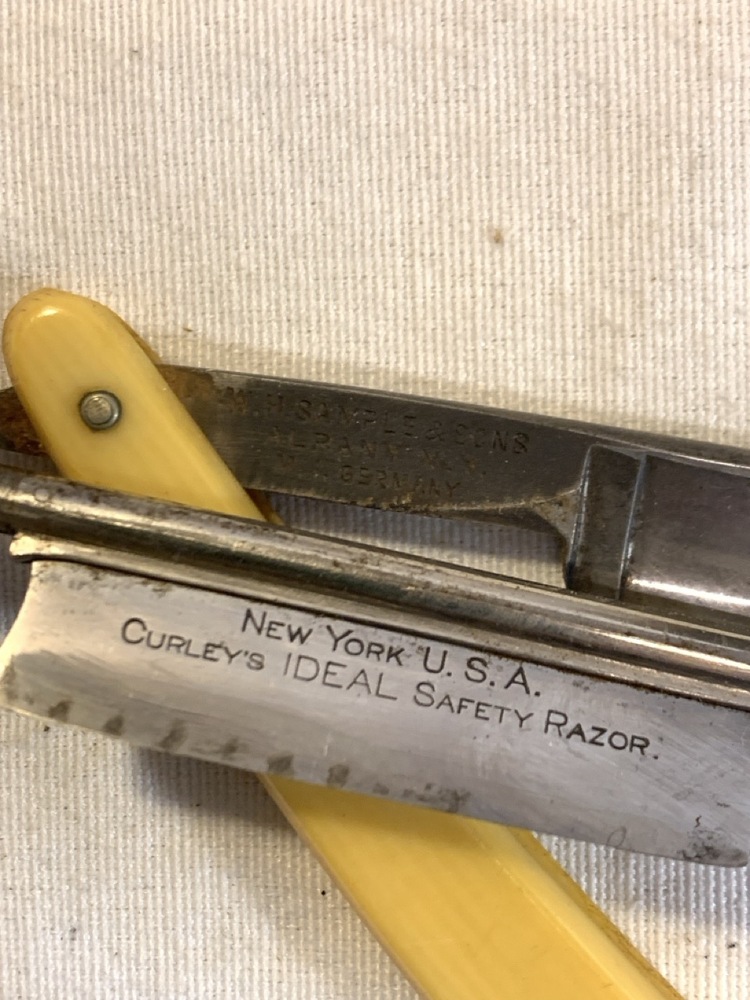 W.H. SAMPLE & SONS
ALBANY N.Y.
GERMANY
NEW YORK U.S.A.
CURLEY'S IDEAL SAFETY RAZOR.